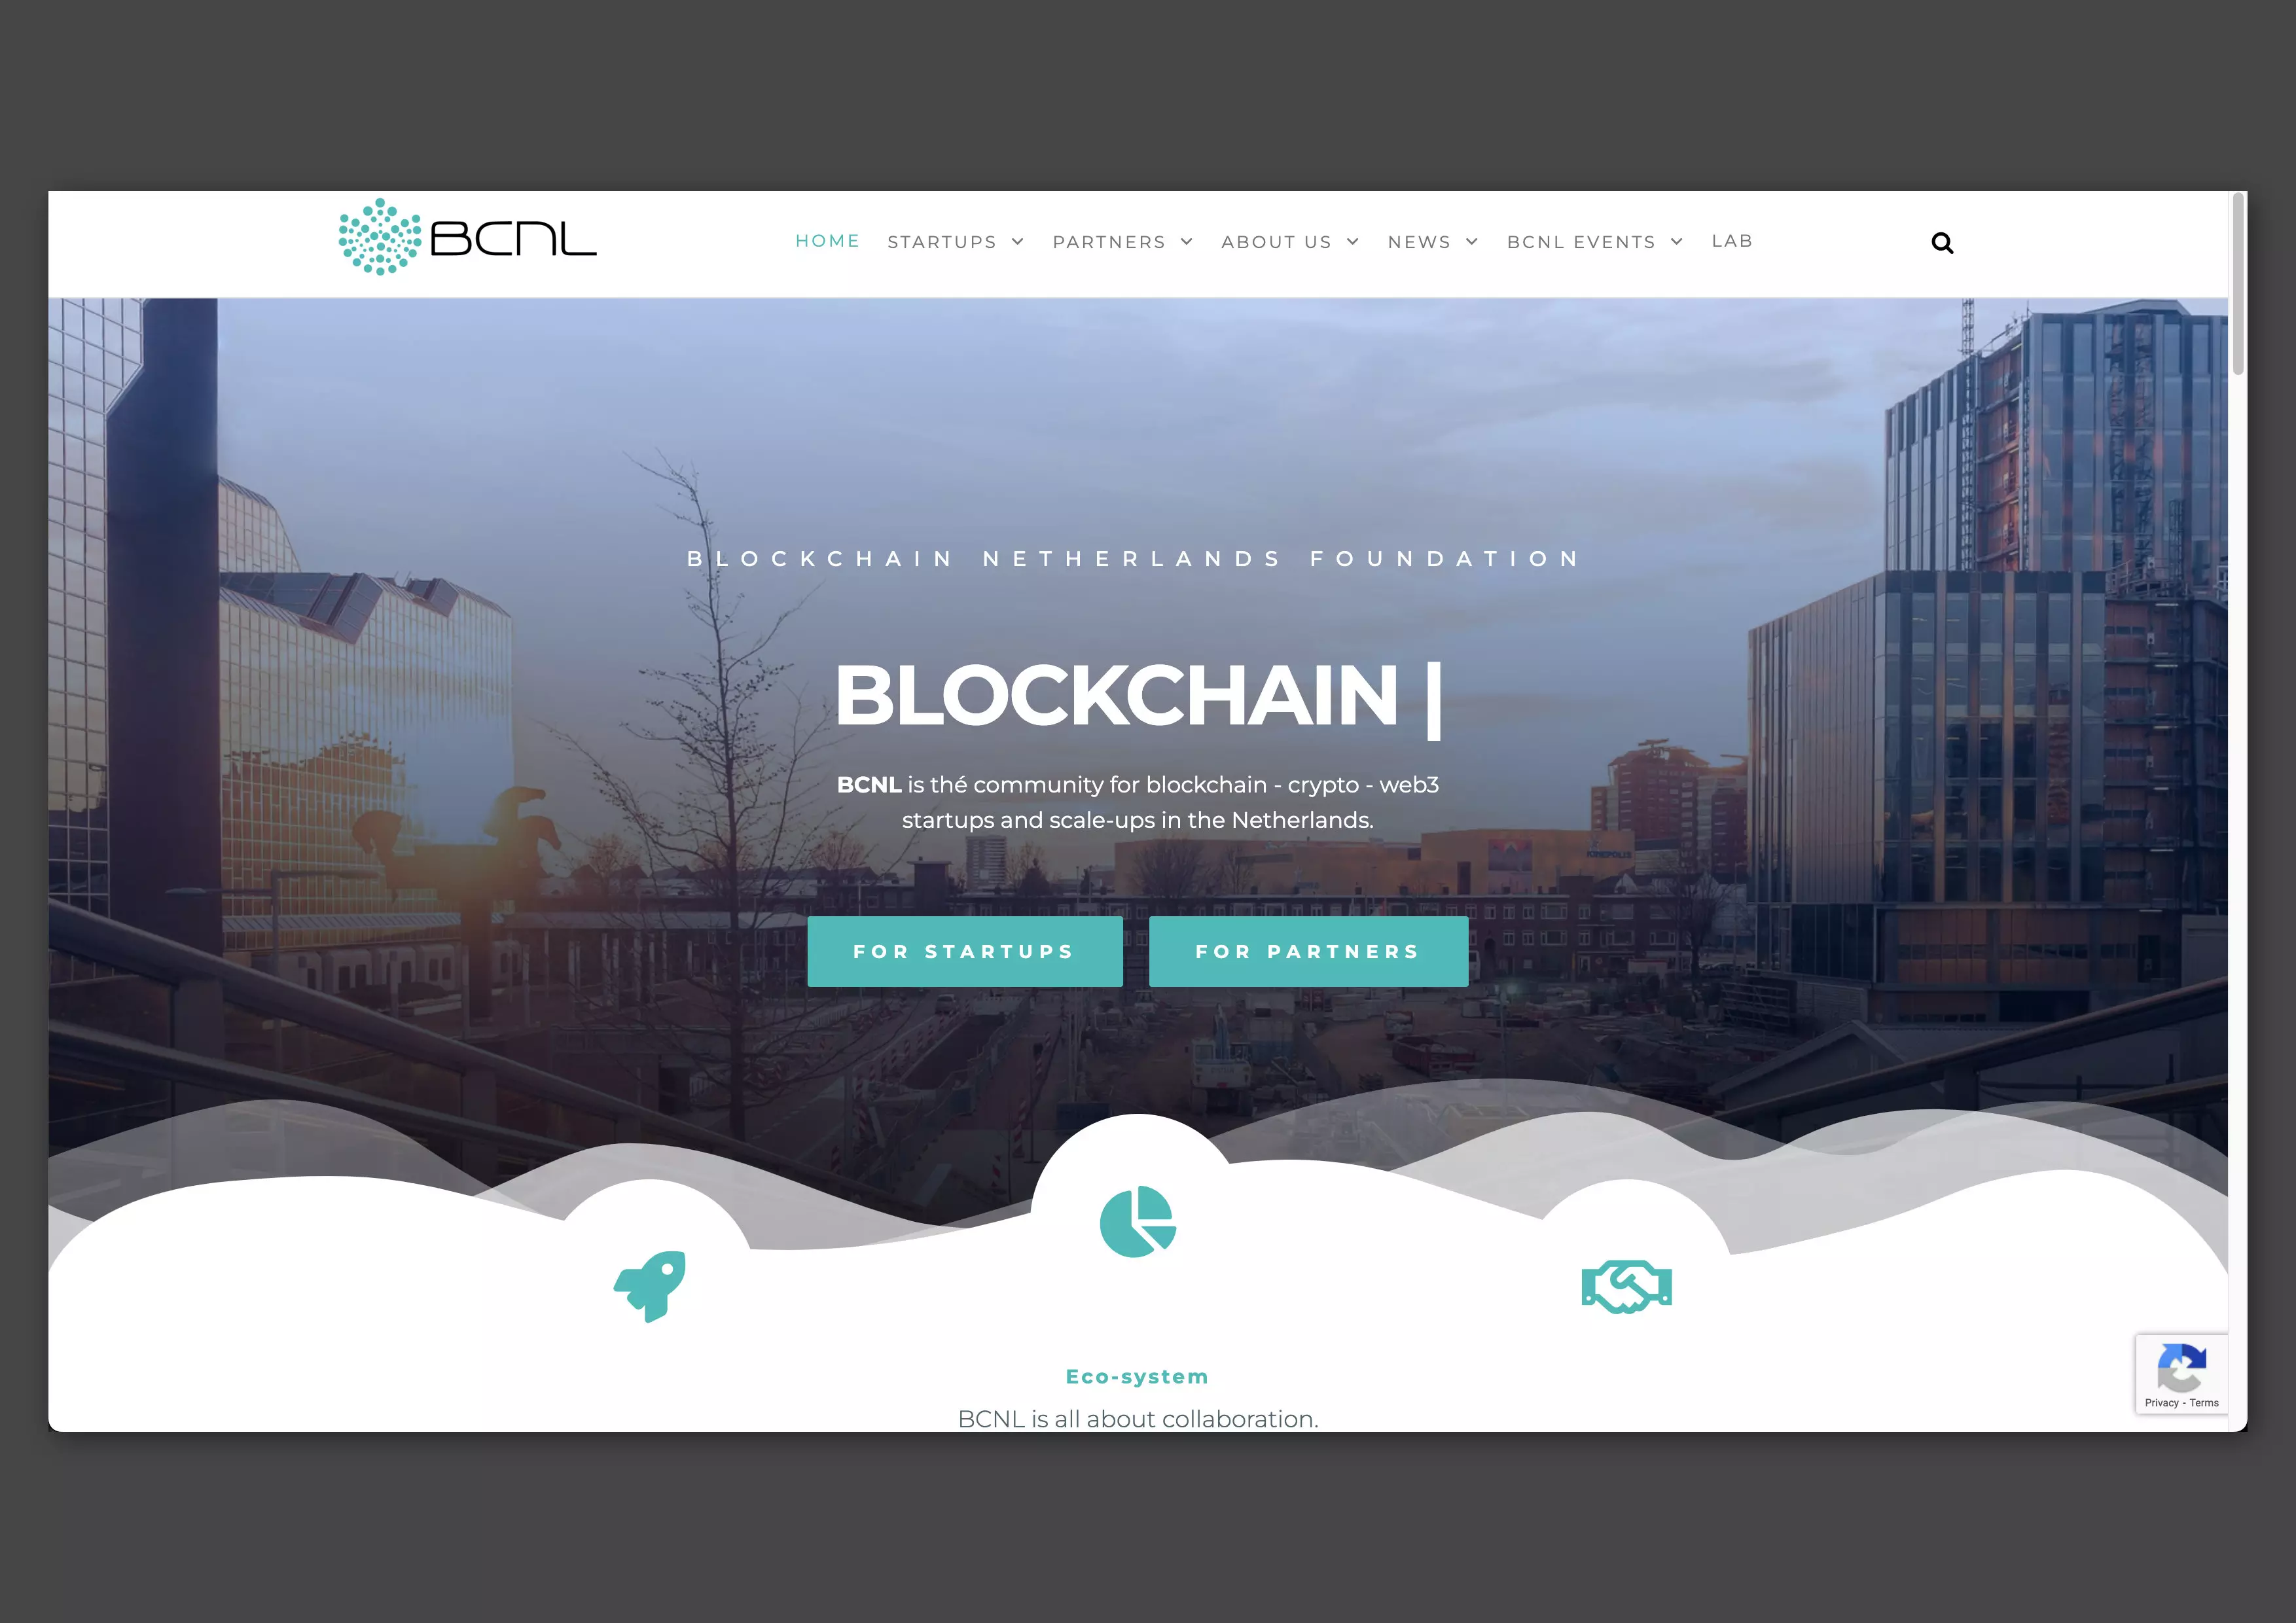 BCNL
HOME STARTUPS PARTNERS ABOUT US NEWS BCNL EVENTS LAB
BLOCKCHAIN NETHERLANDS FOUNDATION
BLOCKCHAIN |
BCNL is thé community for blockchain - crypto - web3
startups and scale-ups in the Netherlands.
KINEPOLIS
FOR STARTUPS FOR PARTNERS
Eco-system
BCNL is all about collaboration.
Privacy - Terms